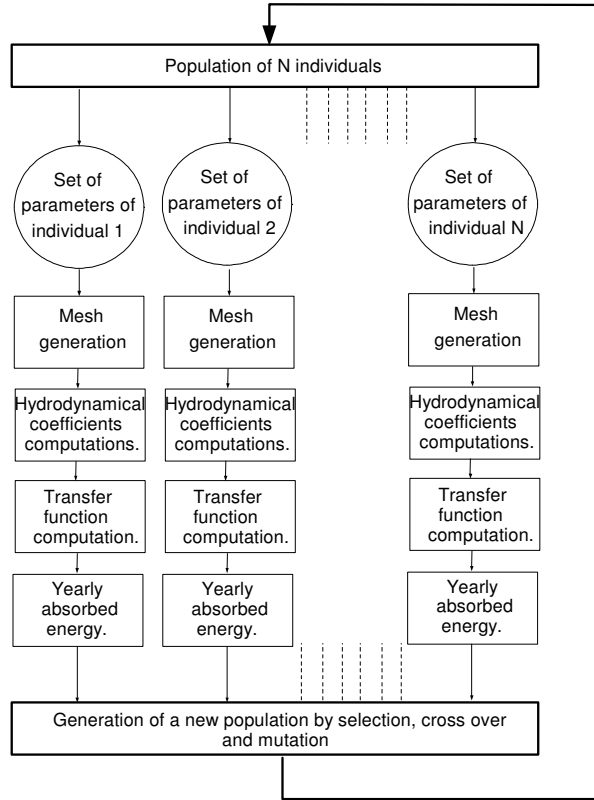 Population of N individuals
Set of
parameters of
individual 1
Set of
parameters of
individual 2
Set of
parameters of
individual N
Mesh
generation
Mesh
generation
Mesh
generation
Hydrodynamical
coefficients
computations.
Hydrodynamical
coefficients
computations.
Hydrodynamical
coefficients
computations.
Transfer
function
computation.
Transfer
function
computation.
Transfer
function
computation.
Yearly
absorbed
energy.
Yearly
absorbed
energy.
Yearly
absorbed
energy.
Generation of a new population by selection, cross over
and mutation